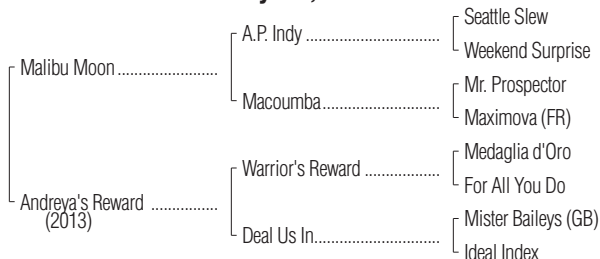 Seattle Slew
A.P. Indy
Weekend Surprise
Malibu Moon
Mr. Prospector
Macoumba
Maximova (FR)
Medaglia d'Oro
Warrior's Reward
For All You Do
Andreya's Reward
(2013)
Mister Baileys (GB)
Deal Us In
Ideal Index